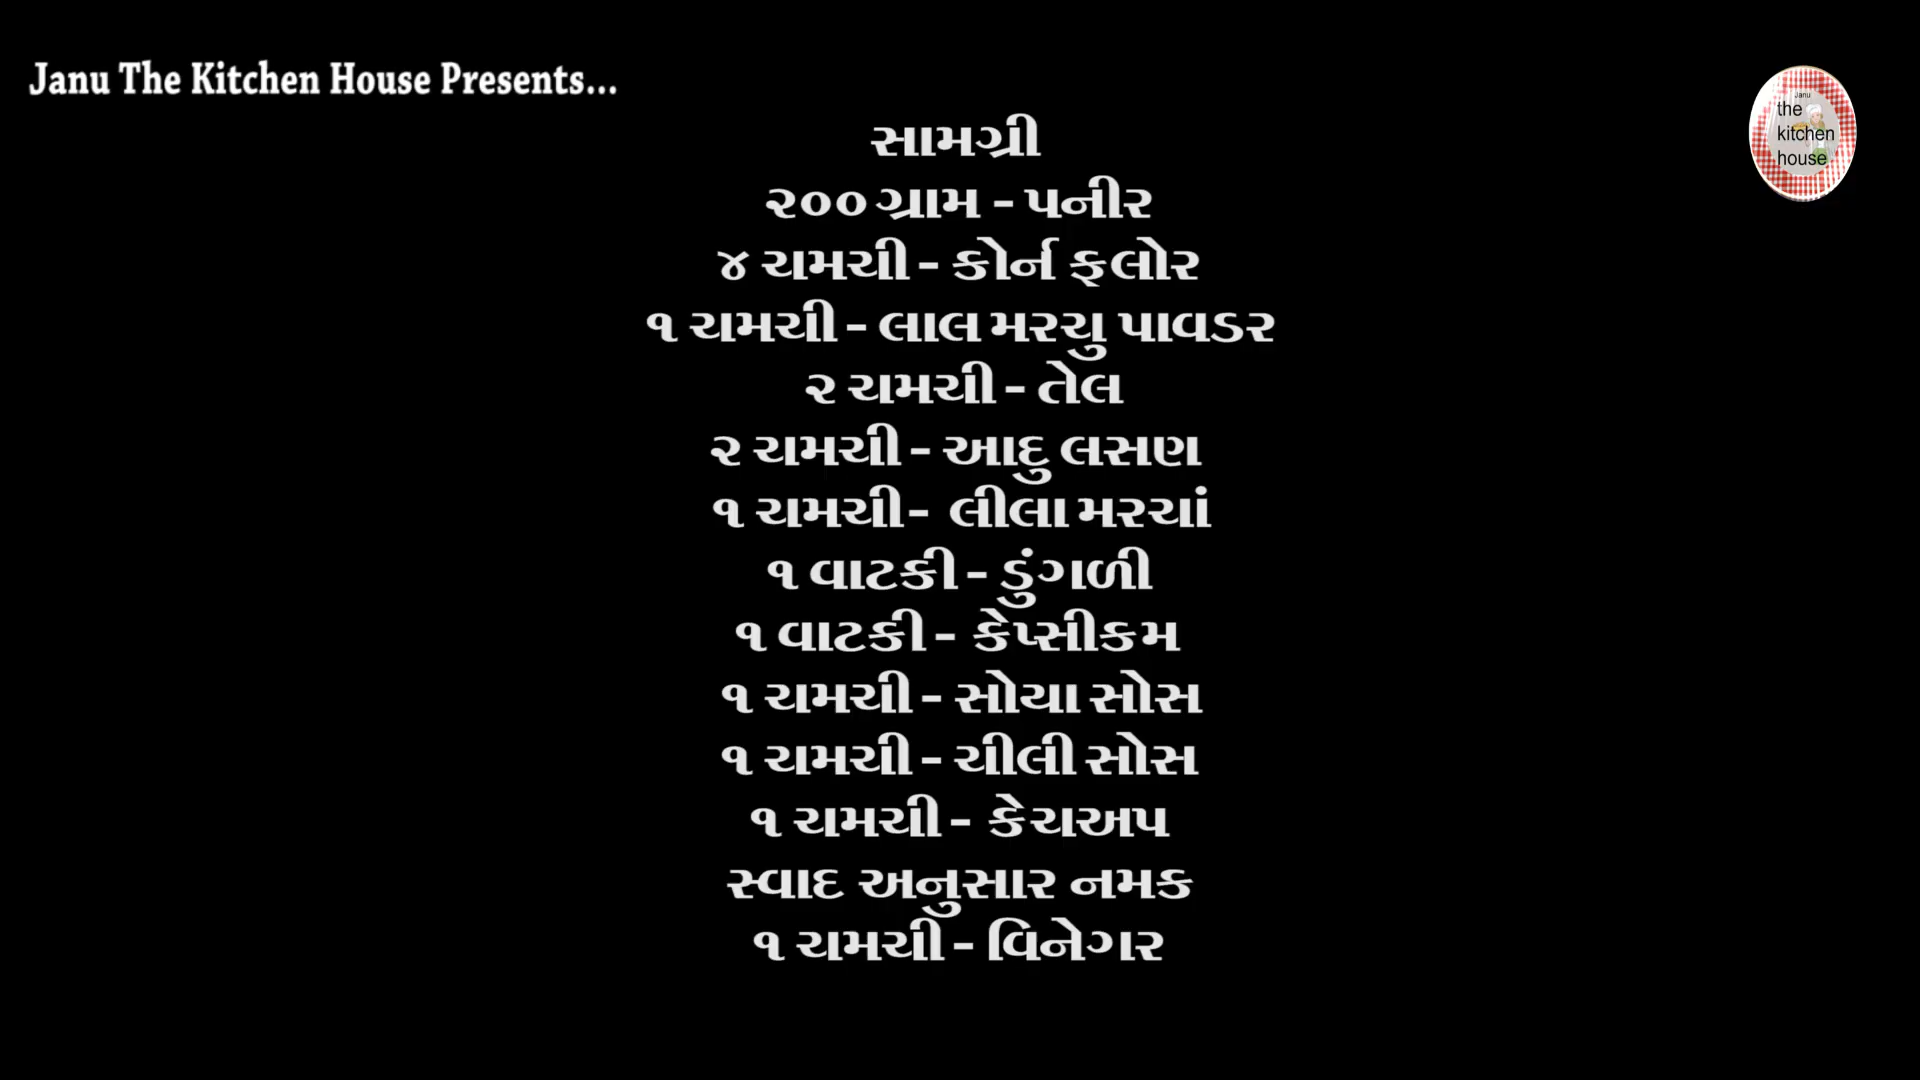 Janu The Kitchen House Presents...
Janu
the
kitchen
house
સામગ્રી
૨૦૦ ગ્રામ - પનીર
૪ ચમચી - કોર્ન ફલોર
૧ ચમચી - લાલ મરચુ પાવડર
૨ ચમચી - તેલ
૨ ચમચી - આદુ લસણ
૧ ચમચી - લીલા મરચાં
૧ વાટકી - ડુંગળી
૧ વાટકી - કેપ્સીકમ
૧ ચમચી - સોયા સોસ
૧ ચમચી - ચીલી સોસ
૧ ચમચી - કેચઅપ
સ્વાદ અનુસાર નમક
૧ ચમચી - વિનેગર